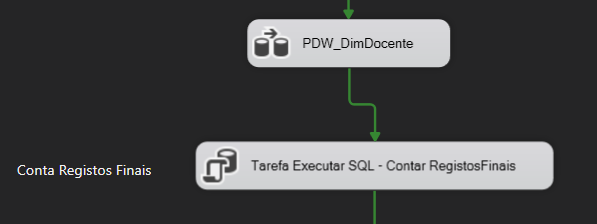 PDW_DimDocente
Conta Registos Finais
Tarefa Executar SQL - Contar RegistosFinais